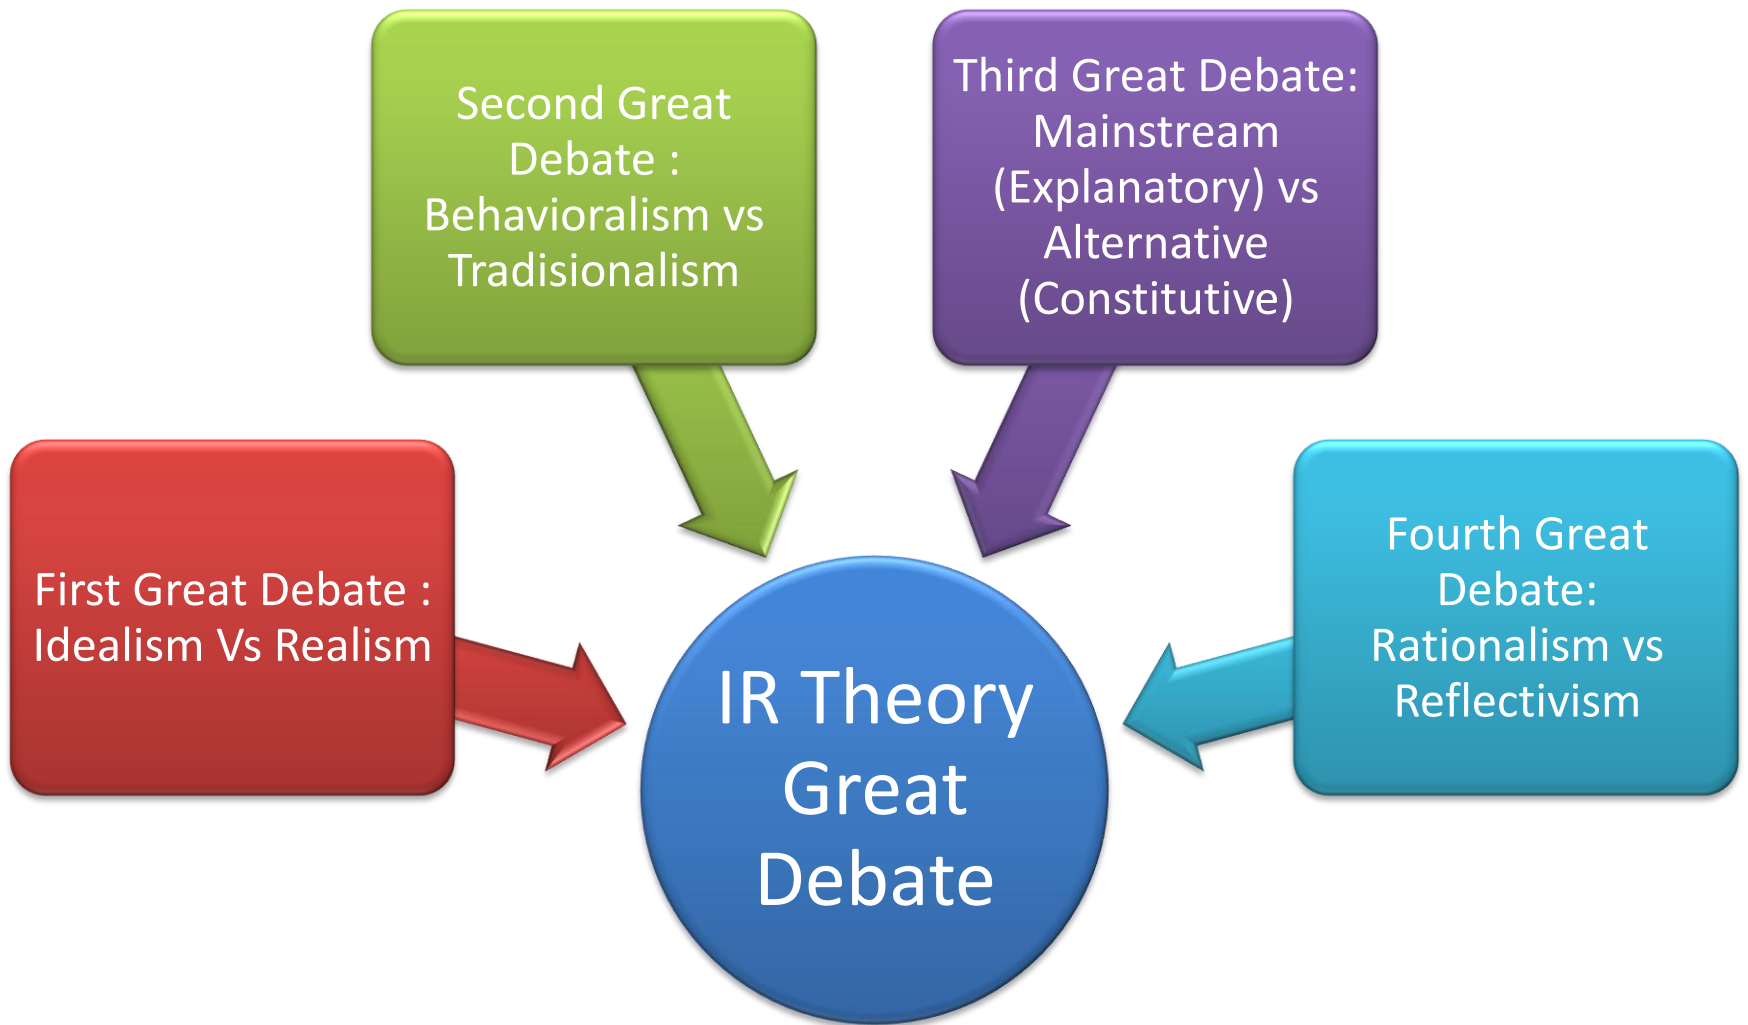 First Great Debate :
Idealism Vs Realism
Second Great
Debate :
Behavioralism vs
Tradisionalism
Third Great Debate:
Mainstream
(Explanatory) vs
Alternative
(Constitutive)
Fourth Great
Debate:
Rationalism vs
Reflectivism
IR Theory
Great
Debate